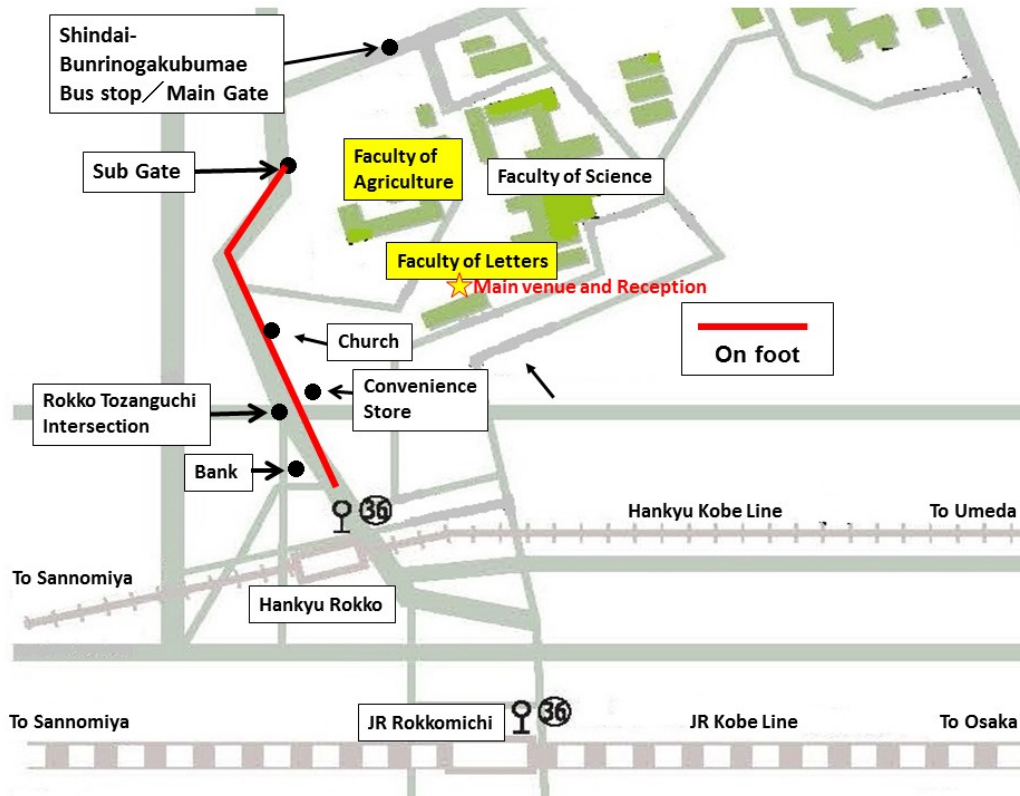 Shindai-
Bunrinogakubumae
Bus stop／Main Gate
Sub Gate
Faculty of
Agriculture
Faculty of Science
Faculty of Letters
Main venue and Reception
Church
On foot
Convenience
Store
Rokko Tozanguchi
Intersection
Bank
36
Hankyu Kobe Line
To Umeda
To Sannomiya
Hankyu Rokko
36
To Sannomiya
JR Rokkomichi
JR Kobe Line
To Osaka